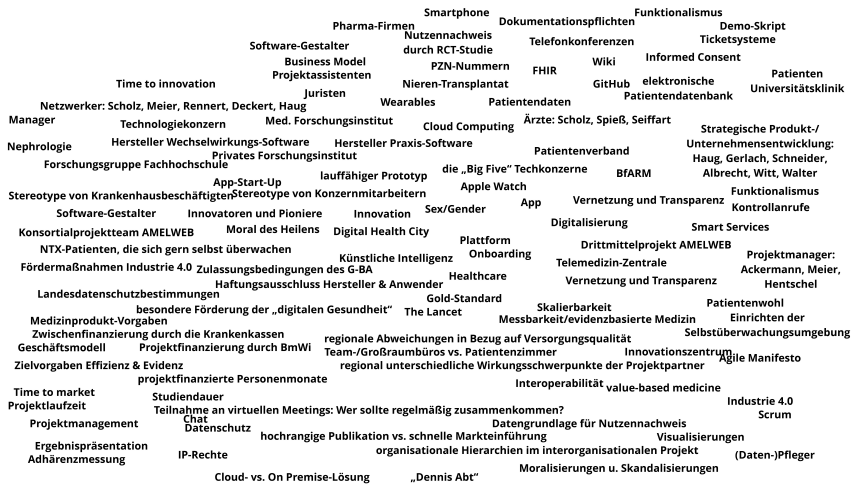 Smartphone
Funktionalismus
Pharma-Firmen
Dokumentationspflichten
Demo-Skript
Nutzennachweis
durch RCT-Studie
Ticketsysteme
Software-Gestalter
Telefonkonferenzen
Business Model
Wiki
Informed Consent
PZN-Nummern
FHIR
Projektassistenten
Patienten
Time to innovation
Nieren-Transplantat
GitHub
elektronische
Patientendatenbank
Universitätsklinik
Juristen
Netzwerker: Scholz, Meier, Rennert, Deckert, Haug
Wearables
Patientendaten
Manager
Technologiekonzern
Med. Forschungsinstitut
Cloud Computing
Ärzte: Scholz, Spieß, Seiffart
Strategische Produkt-/
Unternehmensentwicklung:
Haug, Gerlach, Schneider,
Albrecht, Witt, Walter
Nephrologie
Hersteller Wechselwirkungs-Software
Hersteller Praxis-Software
Privates Forschungsinstitut
Patientenverband
Forschungsgruppe Fachhochschule
die „Big Five“ Techkonzerne
BfARM
lauffähiger Prototyp
App-Start-Up
Apple Watch
Stereotype von Krankenhausbeschäftigten
Stereotype von Konzernmitarbeitern
Funktionalismus
App
Vernetzung und Transparenz
Kontrollanrufe
Software-Gestalter
Innovatoren und Pioniere
Innovation
Sex/Gender
Digitalisierung
Smart Services
Konsortialprojektteam AMELWEB
Moral des Heilens
Digital Health City
Plattform
Drittmittelprojekt AMELWEB
NTX-Patienten, die sich gern selbst überwachen
Onboarding
Künstliche Intelligenz
Telemedizin-Zentrale
Projektmanager:
Ackermann, Meier,
Hentschel
Fördermaßnahmen Industrie 4.0
Zulassungsbedingungen des G-BA
Healthcare
Vernetzung und Transparenz
Haftungsausschluss Hersteller & Anwender
Landesdatenschutzbestimmungen
Gold-Standard
Patientenwohl
besondere Förderung der „digitalen Gesundheit“
The Lancet
Skalierbarkeit
Medizinprodukt-Vorgaben
Messbarkeit/evidenzbasierte Medizin
Einrichten der
Selbstüberwachungsumgebung
Zwischenfinanzierung durch die Krankenkassen
regionale Abweichungen in Bezug auf Versorgungsqualität
Geschäftsmodell
Projektfinanzierung durch BmWi
Team-/Großraumbüros vs. Patientenzimmer
Innovationszentrum
Agile Manifesto
Zielvorgaben Effizienz & Evidenz
regional unterschiedliche Wirkungsschwerpunkte der Projektpartner
projektfinanzierte Personenmonate
Interoperabilität
value-based medicine
Time to market
Studiendauer
Industrie 4.0
Projektlaufzeit
Teilnahme an virtuellen Meetings: Wer sollte regelmäßig zusammenkommen?
Scrum
Chat
Projektmanagement
Datenschutz
Datengrundlage für Nutzennachweis
hochrangige Publikation vs. schnelle Markteinführung
Visualisierungen
Ergebnispräsentation
organisationale Hierarchien im interorganisationalen Projekt
Adhärenzmessung
IP-Rechte
(Daten-)Pfleger
Moralisierungen u. Skandalisierungen
Cloud- vs. On Premise-Lösung
„Dennis Abt“